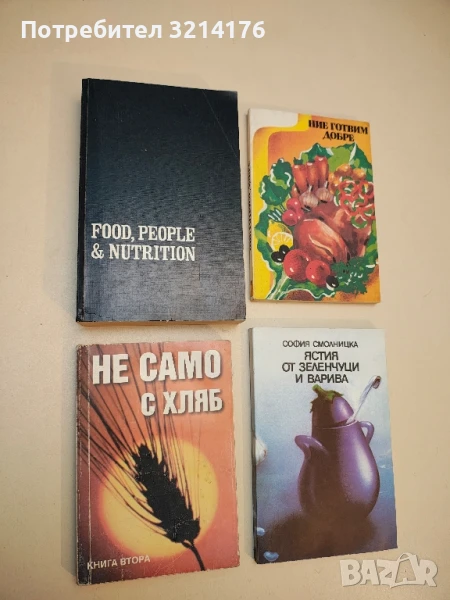 Потребител 3214176
FOOD, PEOPLE
& NUTRITION
НИЕ ГОТВИМ
ДОБРЕ
НЕ САМО
С ХЛЯБ
КНИГА ВТОРА
СОФИЯ СМОЛНИЦКА
ЯСТИЯ
ОТ ЗЕЛЕНЧУЦИ
И ВАРИВА
BAZAR